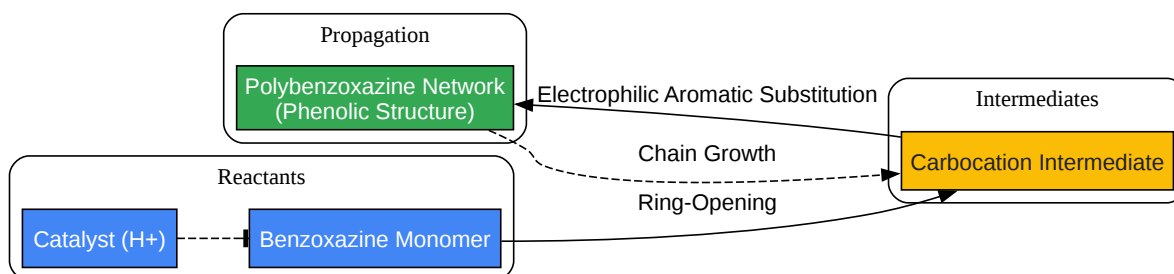 Propagation
Polybenzoxazine Network
(Phenolic Structure)
Electrophilic Aromatic Substitution
Intermediates
Carbocation Intermediate
Chain Growth
Reactants
Ring-Opening
Catalyst (H+)
Benzoxazine Monomer